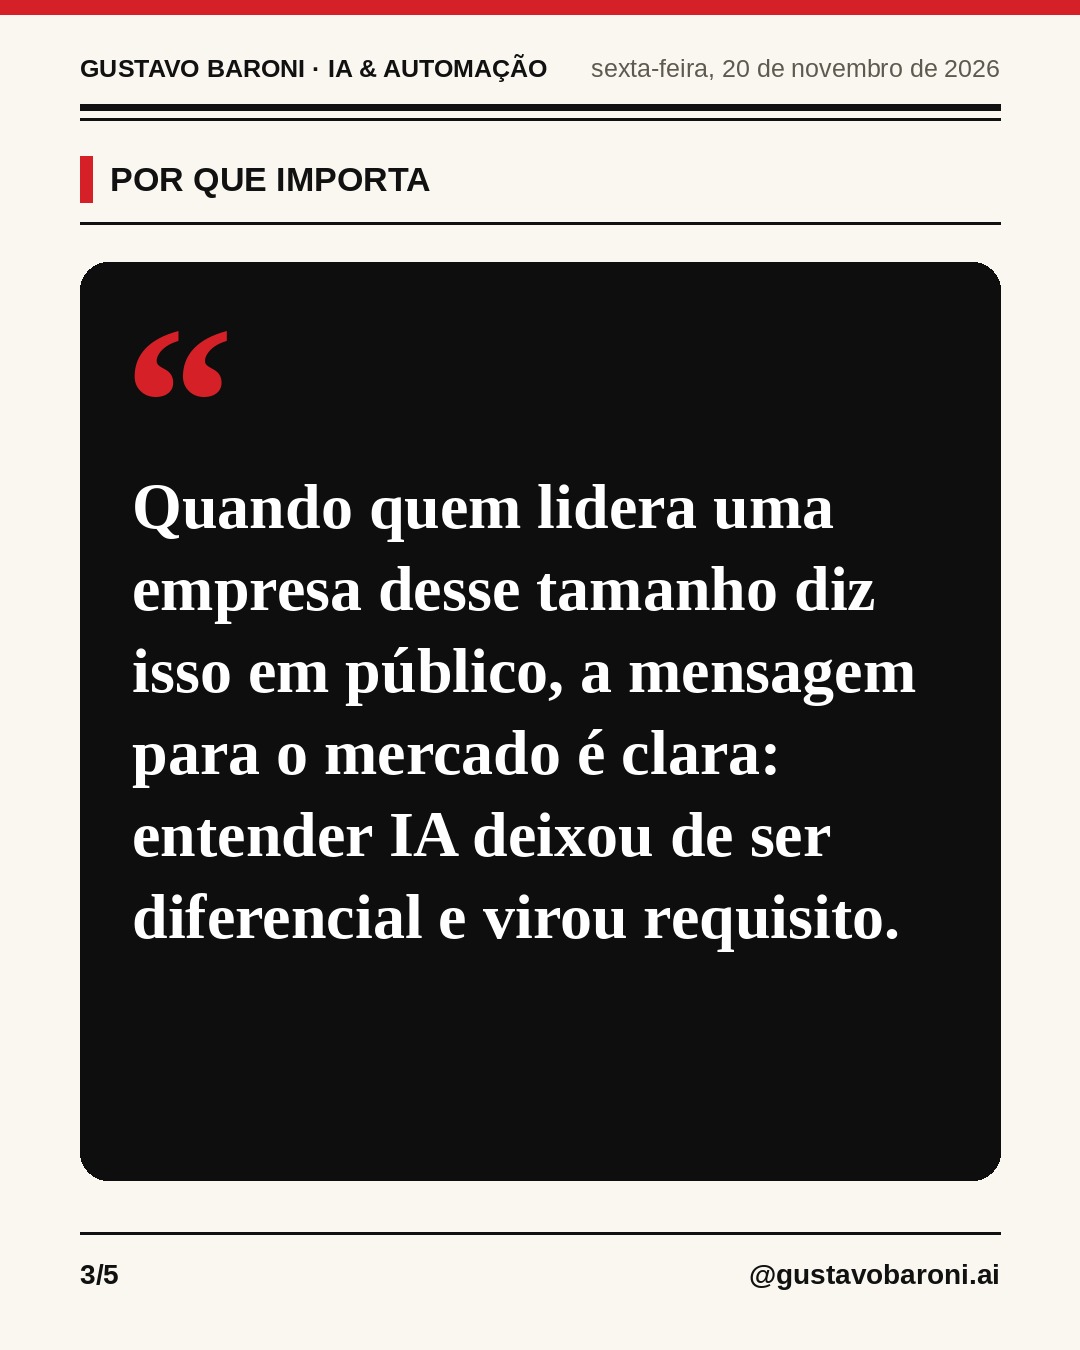 GUSTAVO BARONI · IA & AUTOMAÇÃO
sexta-feira, 20 de novembro de 2026
POR QUE IMPORTA
“
Quando quem lidera uma
empresa desse tamanho diz
isso em público, a mensagem
para o mercado é clara:
entender IA deixou de ser
diferencial e virou requisito.
3/5
@gustavobaroni.ai